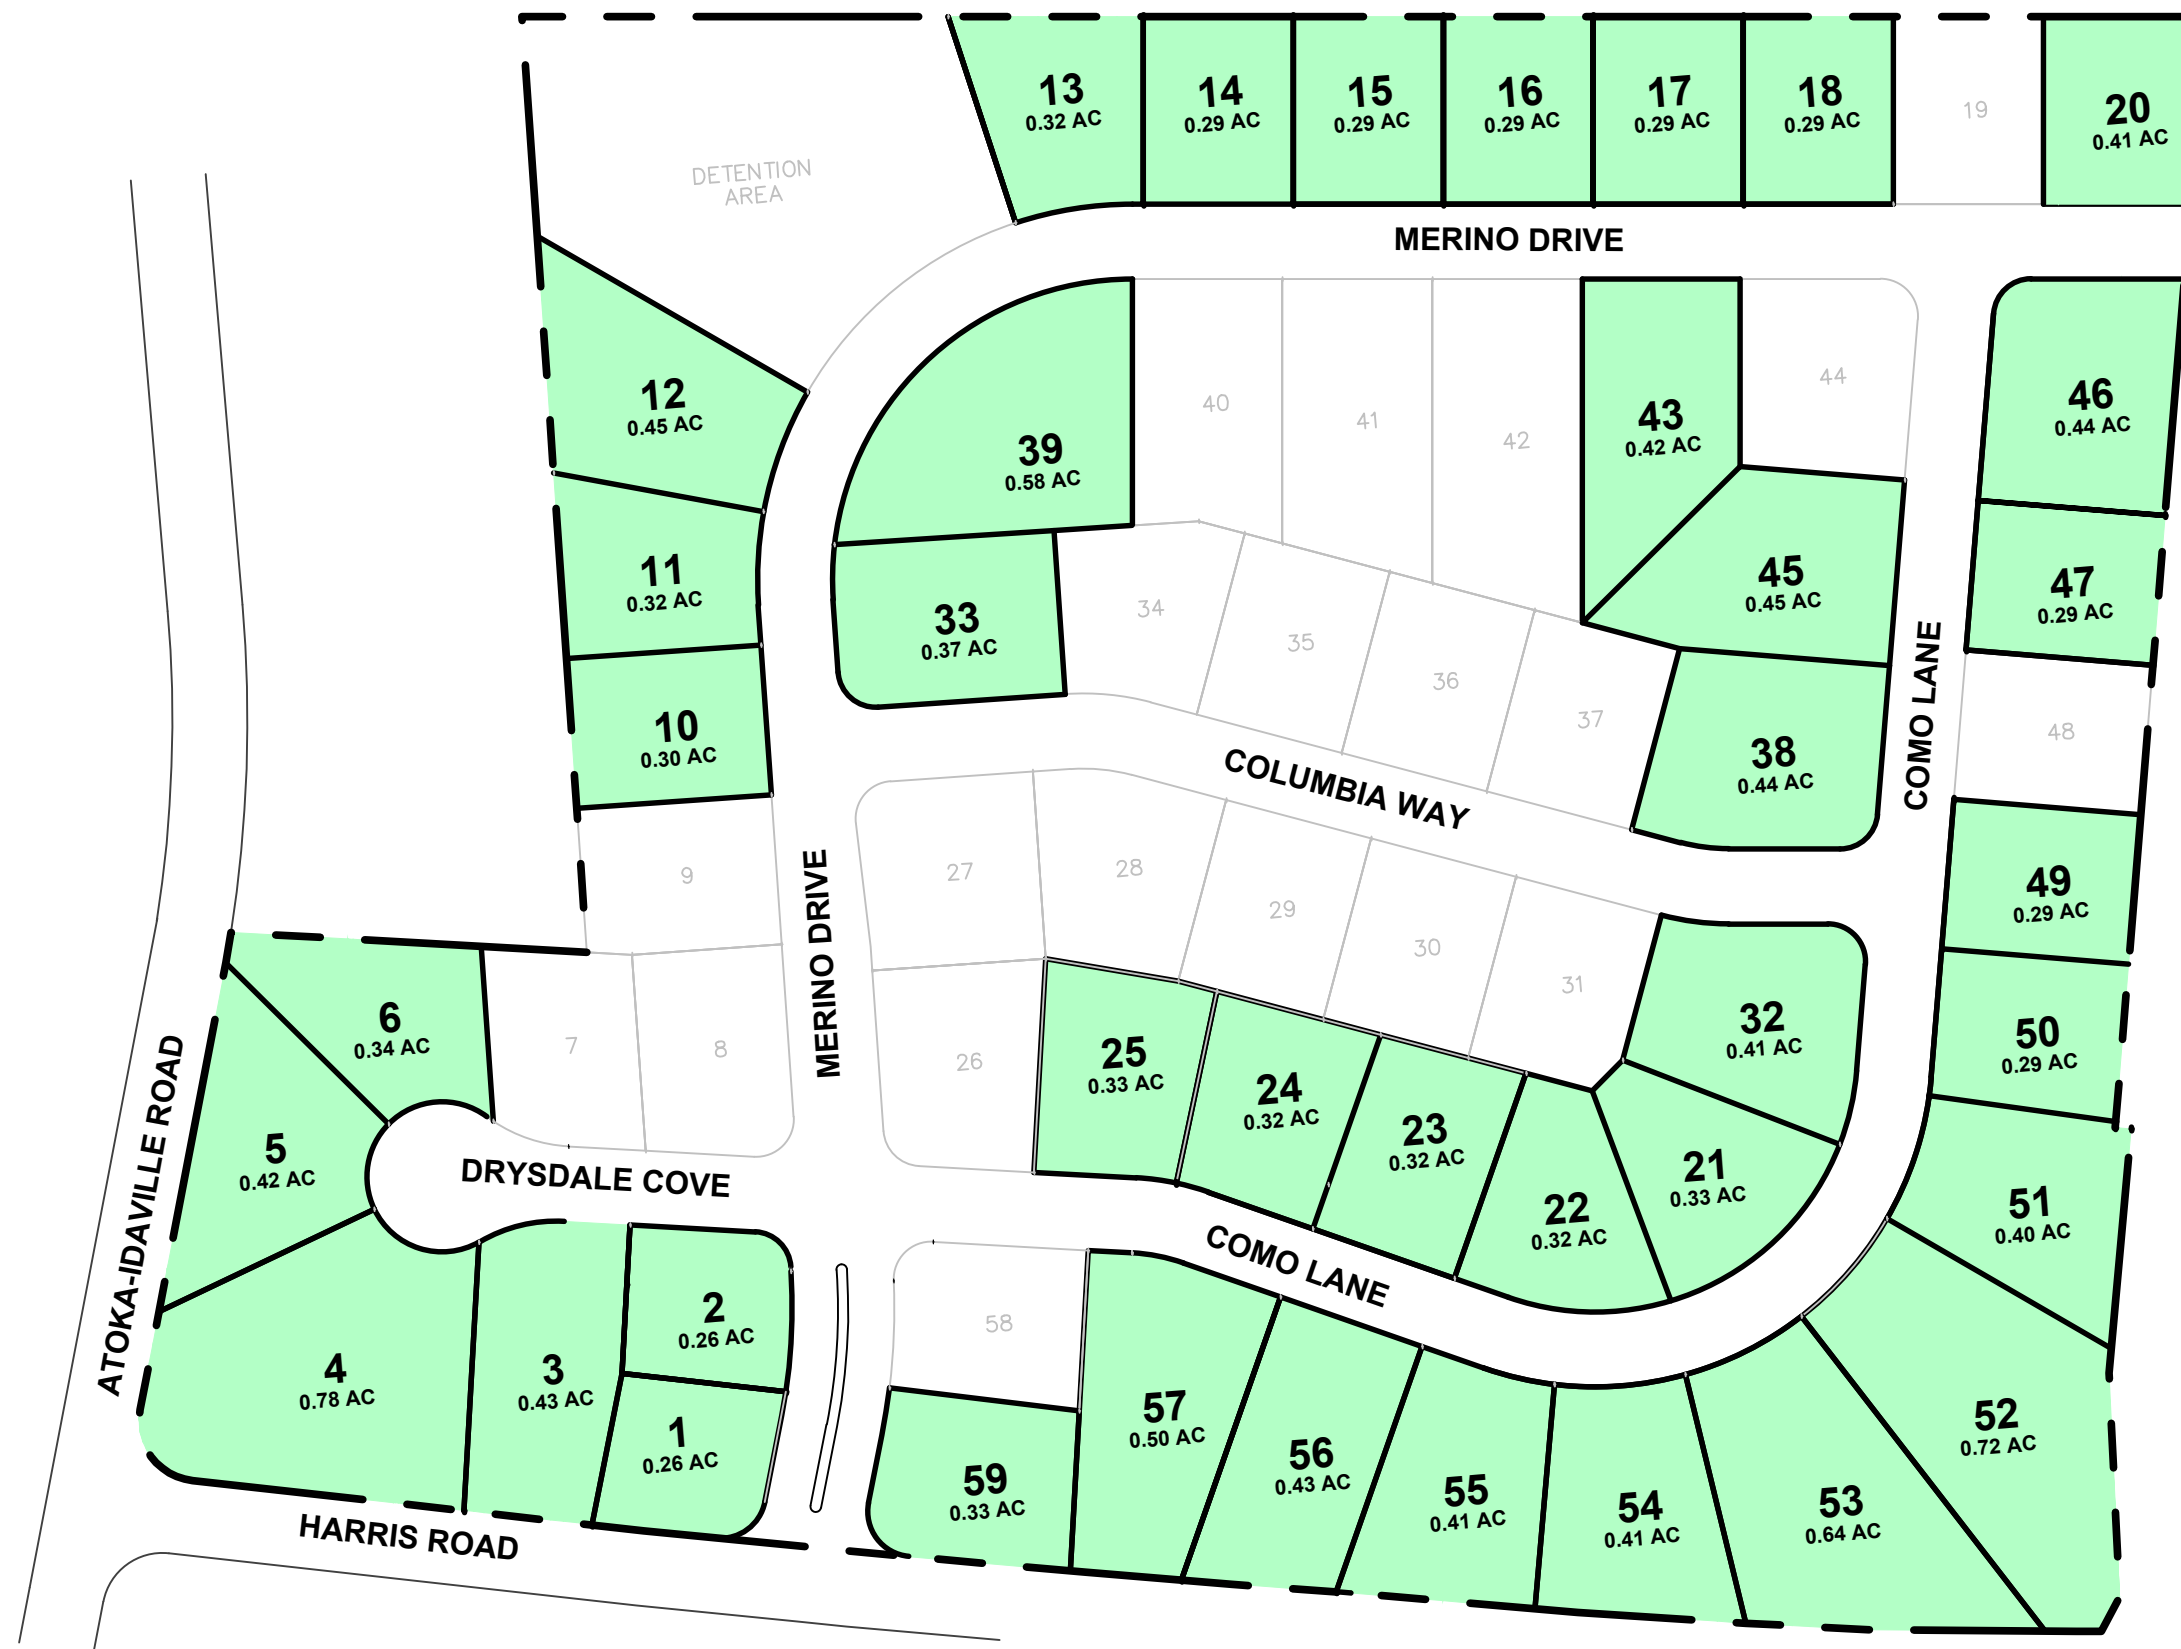 13
0.32 AC
14
0.29 AC
15
0.29 AC
16
0.29 AC
17
0.29 AC
18
0.29 AC
19
20
0.41 AC
DETENTION
AREA
MERINO DRIVE
12
0.45 AC
39
0.58 AC
40
41
42
43
0.42 AC
44
46
0.44 AC
11
0.32 AC
33
0.37 AC
34
35
36
37
45
0.45 AC
47
0.29 AC
10
0.30 AC
38
0.44 AC
COMO LANE
48
COLUMBIA WAY
9
MERINO DRIVE
27
28
29
30
31
49
0.29 AC
6
0.34 AC
7
8
26
25
0.33 AC
24
0.32 AC
23
0.32 AC
22
0.32 AC
21
0.33 AC
32
0.41 AC
50
0.29 AC
5
0.42 AC
ATOKA-IDAVILLE ROAD
DRYSDALE COVE
COMO LANE
51
0.40 AC
4
0.78 AC
3
0.43 AC
2
0.26 AC
1
0.26 AC
58
59
0.33 AC
57
0.50 AC
56
0.43 AC
55
0.41 AC
54
0.41 AC
53
0.64 AC
52
0.72 AC
HARRIS ROAD